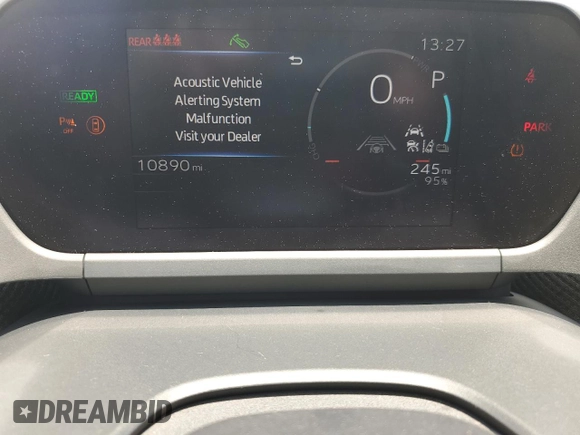 REAR
13:27
Acoustic Vehicle
Alerting System
Malfunction
Visit your Dealer
0 MPH
P
READY
PARK
P OFF
10890 mi
245 mi
95%
DREAMBID